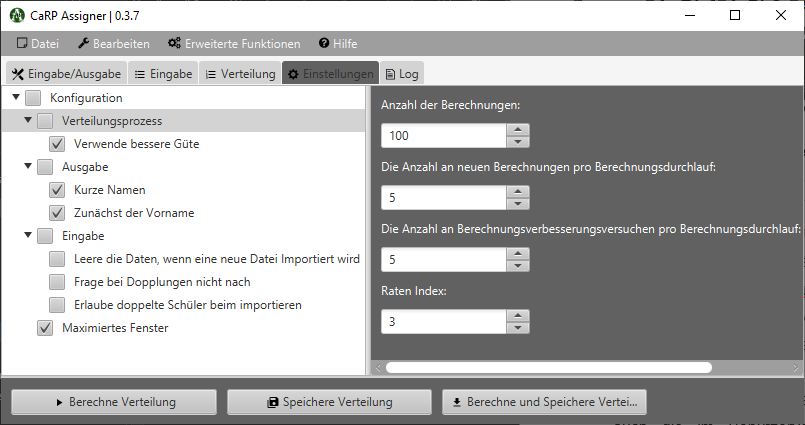 CaRP Assigner | 0.3.7
Datei Bearbeiten Erweiterte Funktionen Hilfe
Eingabe/Ausgabe Eingabe Verteilung Einstellungen Log
Konfiguration
Verteilungsprozess
Verwende bessere Güte
Ausgabe
Kurze Namen
Zunächst der Vorname
Eingabe
Leere die Daten, wenn eine neue Datei Importiert wird
Frage bei Dopplungen nicht nach
Erlaube doppelte Schüler beim importieren
Maximiertes Fenster
Anzahl der Berechnungen:
100
Die Anzahl an neuen Berechnungen pro Berechnungsdurchlauf:
5
Die Anzahl an Berechnungsverbesserungsversuchen pro Berechnungsdurchlauf:
5
Raten Index:
3
Berechne Verteilung Speichere Verteilung Berechne und Speichere Vertei...